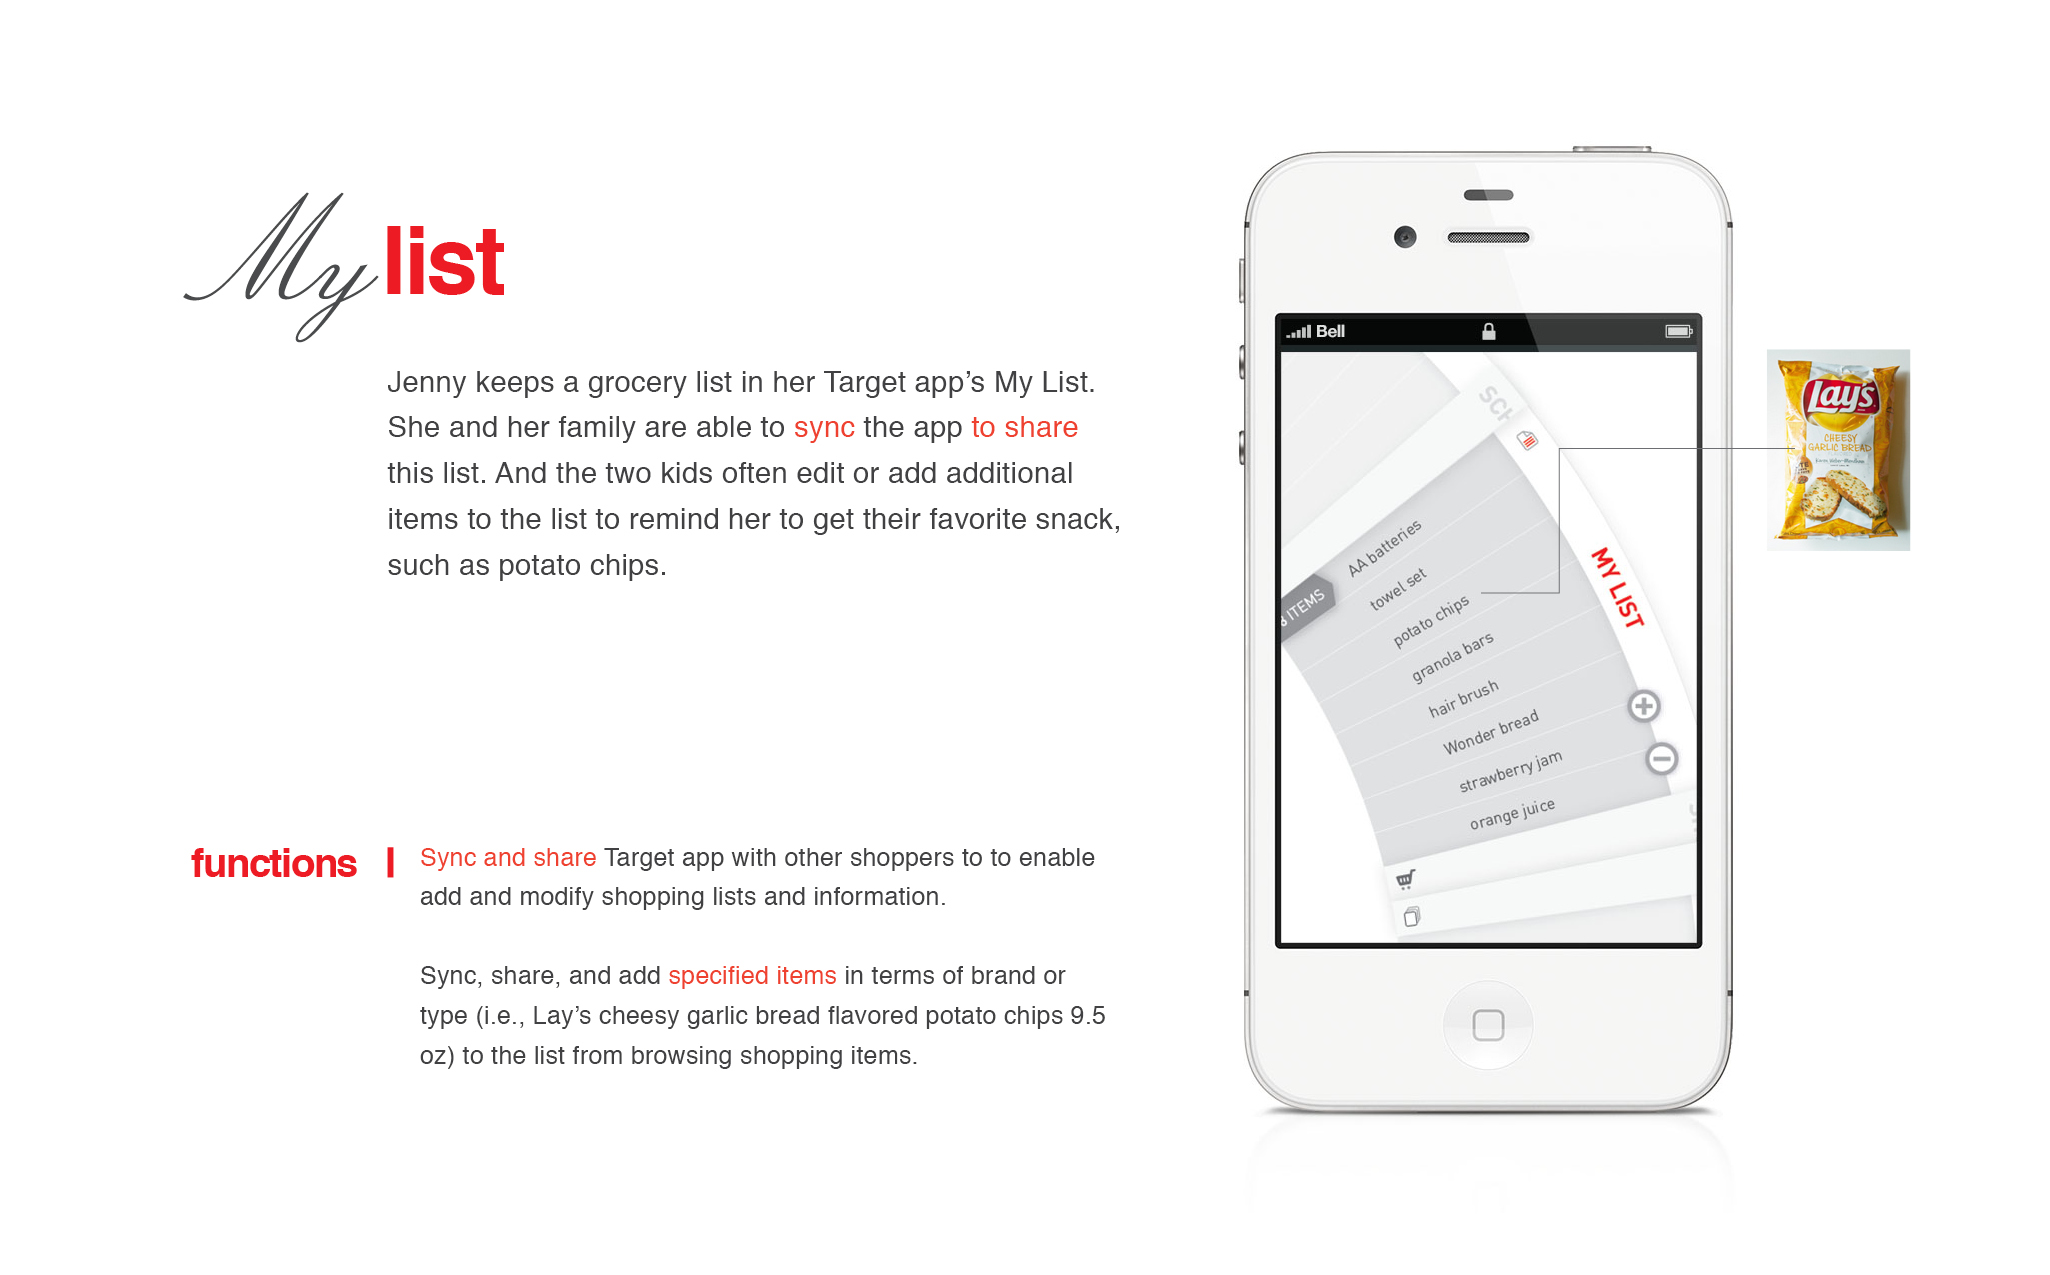 My list
Jenny keeps a grocery list in her Target app’s My List.
She and her family are able to sync the app to share
this list. And the two kids often edit or add additional
items to the list to remind her to get their favorite snack,
such as potato chips.
functions
Sync and share Target app with other shoppers to to enable
add and modify shopping lists and information.
Sync, share, and add specified items in terms of brand or
type (i.e., Lay’s cheesy garlic bread flavored potato chips 9.5
oz) to the list from browsing shopping items.
Bell
SCH
MY LIST
8 ITEMS
AA batteries
towel set
potato chips
granola bars
hair brush
Wonder bread
strawberry jam
orange juice
Lay's
CHEESY
GARLIC BREAD